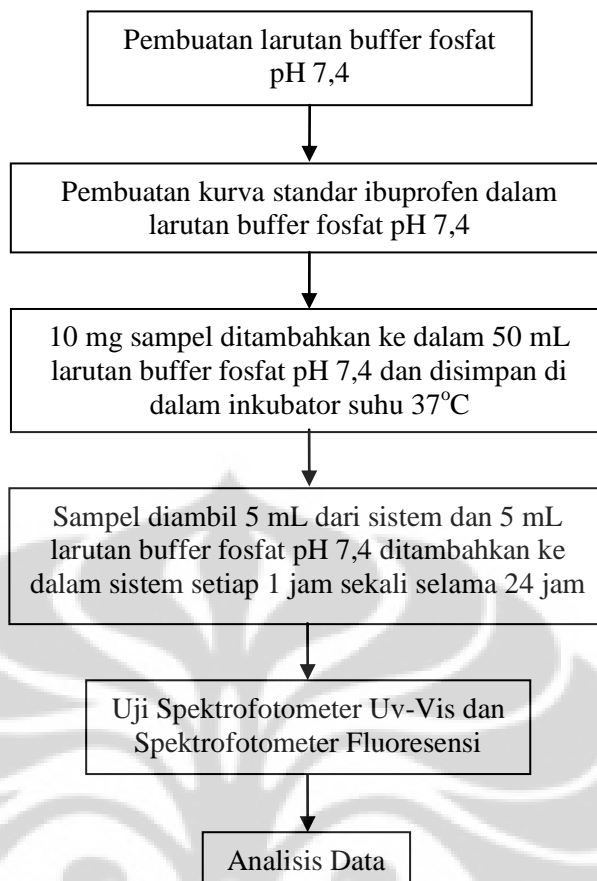 Pembuatan larutan buffer fosfat
pH 7,4
Pembuatan kurva standar ibuprofen dalam
larutan buffer fosfat pH 7,4
10 mg sampel ditambahkan ke dalam 50 mL
larutan buffer fosfat pH 7,4 dan disimpan di
dalam inkubator suhu 37°C
Sampel diambil 5 mL dari sistem dan 5 mL
larutan buffer fosfat pH 7,4 ditambahkan ke
dalam sistem setiap 1 jam sekali selama 24 jam
Uji Spektrofotometer Uv-Vis dan
Spektrofotometer Fluoresensi
Analisis Data